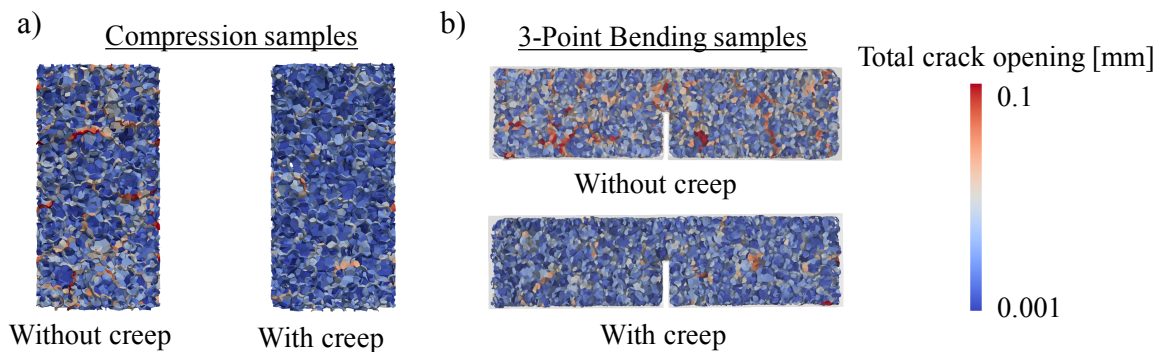 a)
Compression samples
Without creep
With creep
b)
3-Point Bending samples
Without creep
With creep
Total crack opening [mm]
0.1
0.001